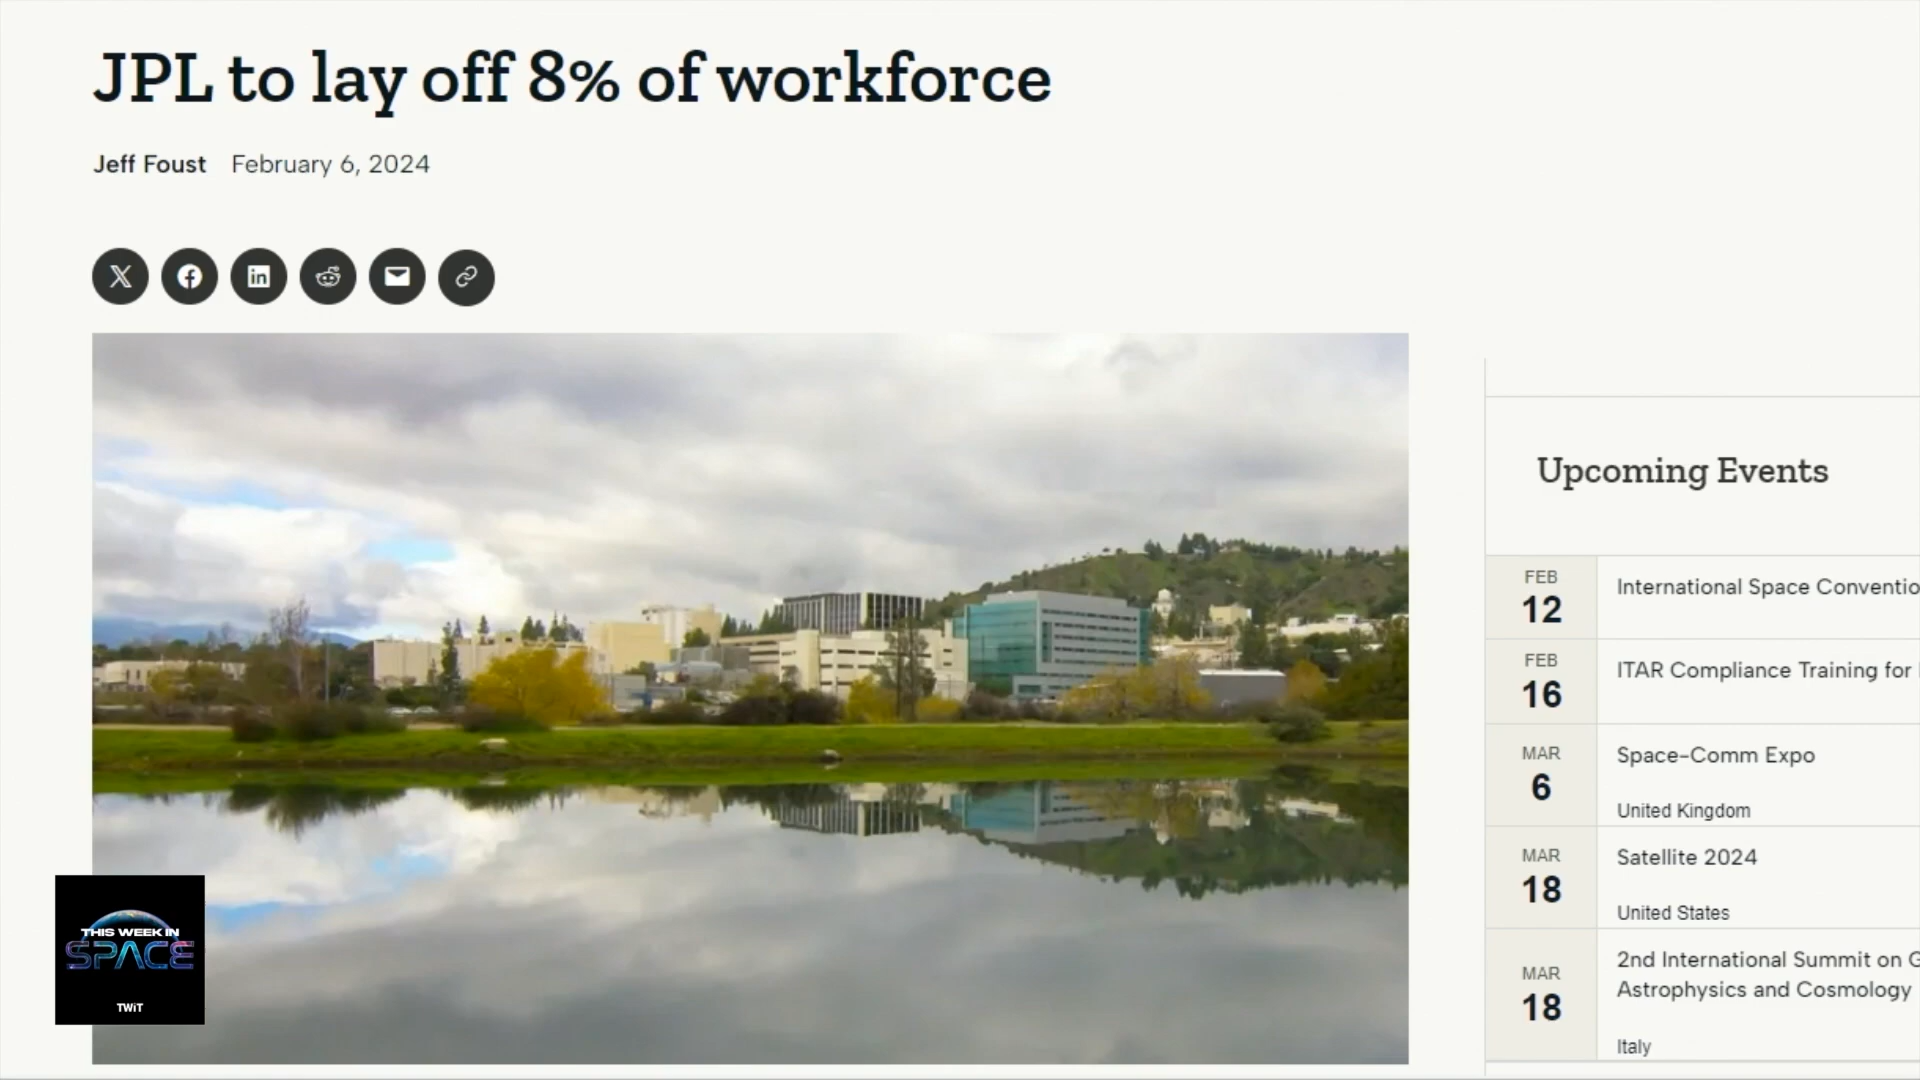 JPL to lay off 8% of workforce
Jeff Foust February 6, 2024
Upcoming Events
FEB
12
International Space Conventio
FEB
16
ITAR Compliance Training for
MAR
6
Space-Comm Expo
United Kingdom
MAR
18
Satellite 2024
United States
MAR
18
2nd International Summit on G
Astrophysics and Cosmology
Italy
THIS WEEK IN
SPACE
TWiT